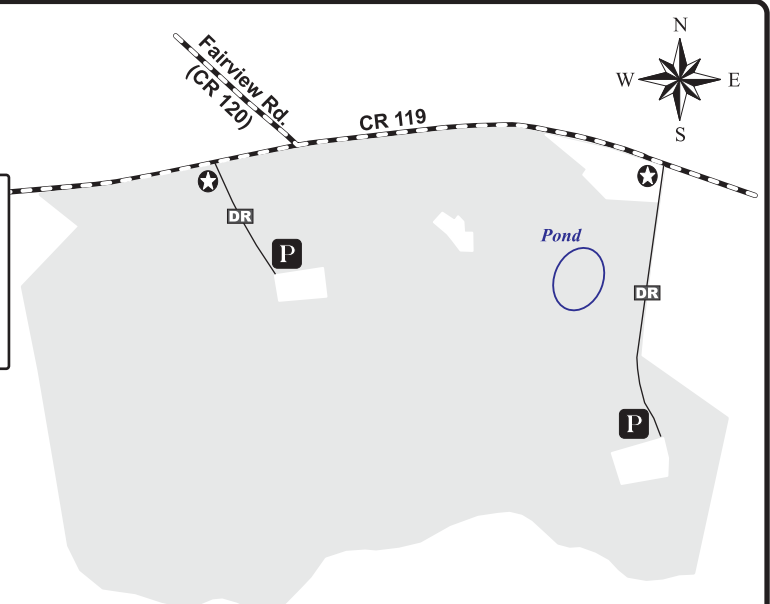 N
W E
S
Fairview Rd.
(CR 120)
CR 119
DR
P
Pond
DR
P